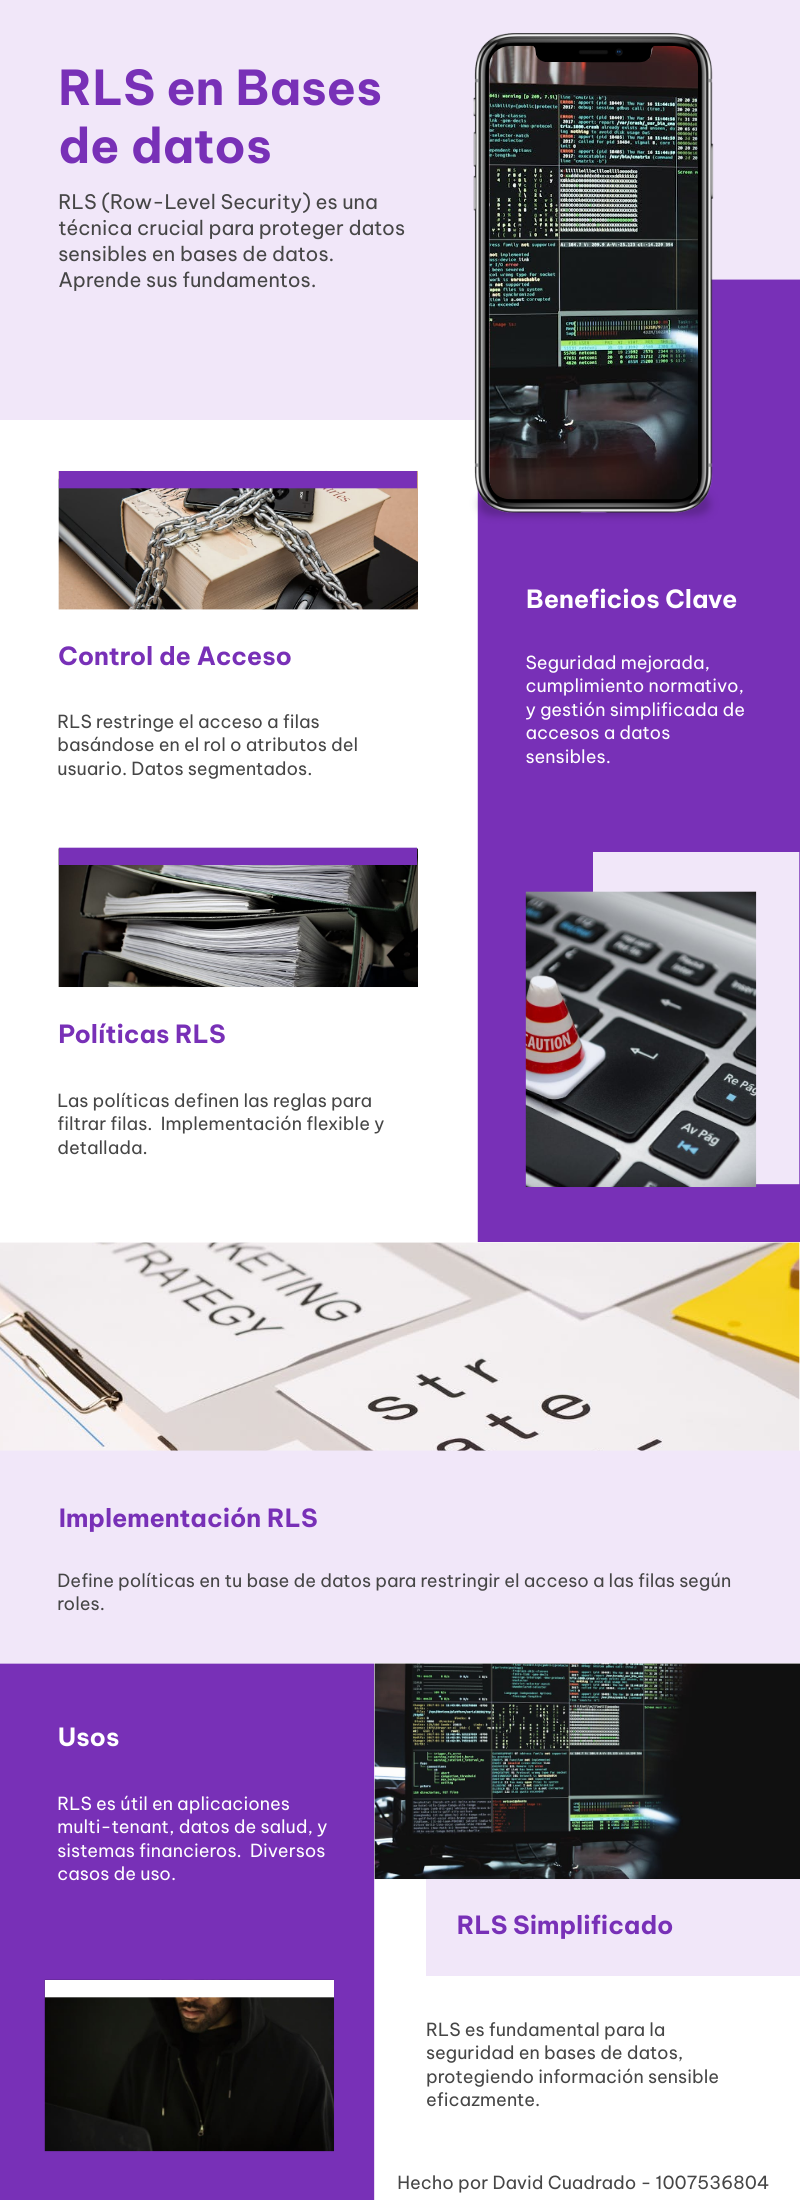 RLS en Bases
de datos
RLS (Row-Level Security) es una
técnica crucial para proteger datos
sensibles en bases de datos.
Aprende sus fundamentos.
Control de Acceso
RLS restringe el acceso a filas
basándose en el rol o atributos del
usuario. Datos segmentados.
Beneficios Clave
Seguridad mejorada,
cumplimiento normativo,
y gestión simplificada de
accesos a datos
sensibles.
Políticas RLS
Las políticas definen las reglas para
filtrar filas.  Implementación flexible y
detallada.
CAUTION
Re Pág
Av Pág
STRATEGY
str
ate
Implementación RLS
Define políticas en tu base de datos para restringir el acceso a las filas según
roles.
Usos
RLS es útil en aplicaciones
multi-tenant, datos de salud, y
sistemas financieros.  Diversos
casos de uso.
RLS Simplificado
RLS es fundamental para la
seguridad en bases de datos,
protegiendo información sensible
eficazmente.
Hecho por David Cuadrado - 1007536804